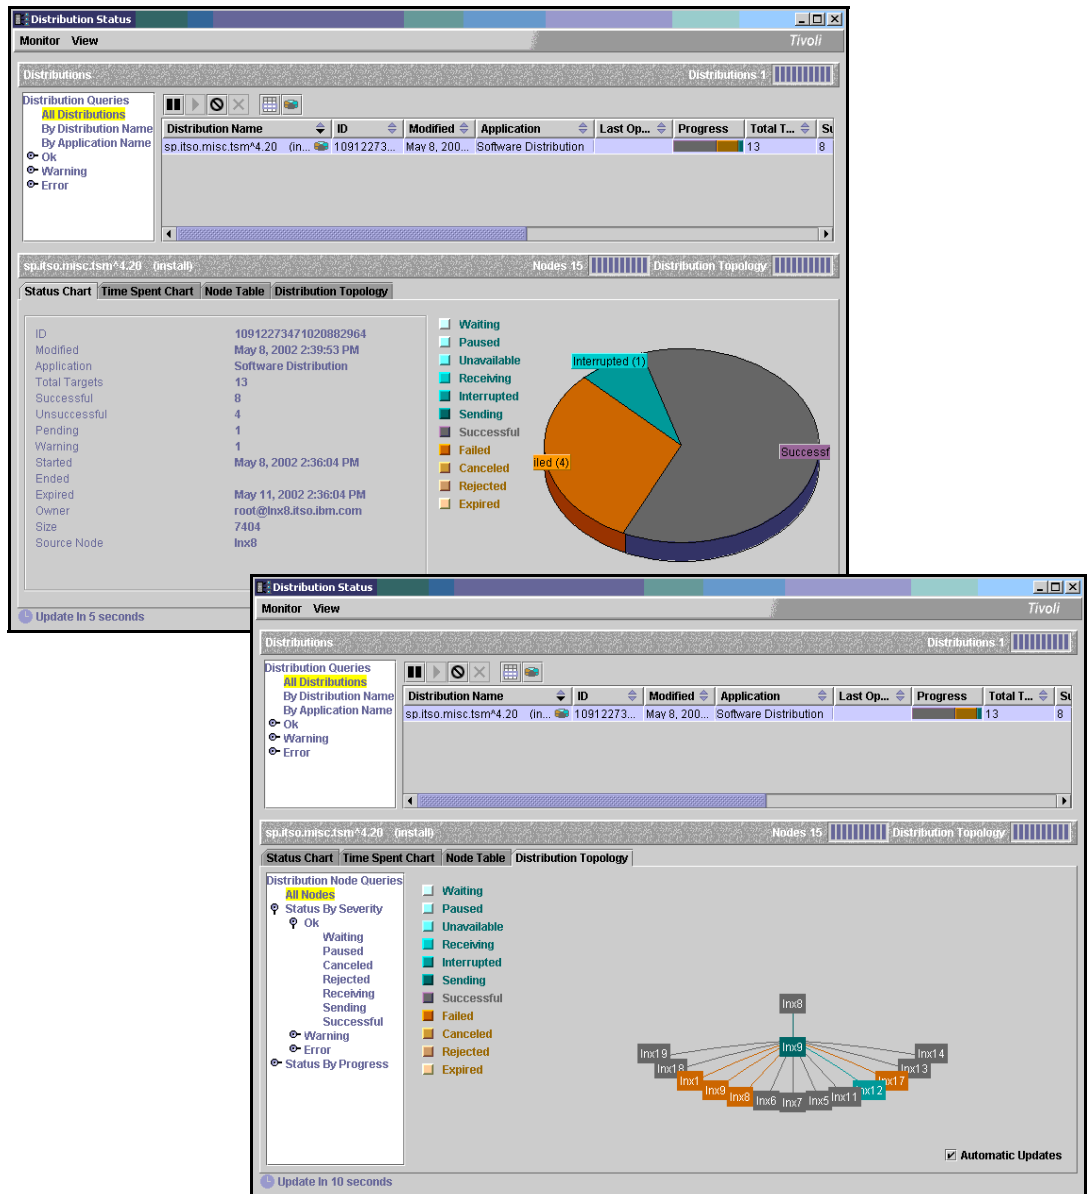 Distribution Status
Monitor View Tivoli
Distributions Distributions 1
Distribution Queries
All Distributions
By Distribution Name
By Application Name
Ok
Warning
Error
Distribution Name ID Modified Application Last Op... Progress Total T... Su
sp.itso.misc.tsm^4.20 (in... 10912273... May 8, 200... Software Distribution 13 8
sp.itso.misc.tsm^4.20 (install) Nodes 15 Distribution Topology
Status Chart Time Spent Chart Node Table Distribution Topology
ID 10912273471020882964
Modified May 8, 2002 2:39:53 PM
Application Software Distribution
Total Targets 13
Successful 8
Unsuccessful 4
Pending 1
Warning 1
Started May 8, 2002 2:36:04 PM
Ended
Expired May 11, 2002 2:36:04 PM
Owner root@lnx8.itso.ibm.com
Size 7404
Source Node lnx8
Waiting
Paused
Unavailable
Receiving
Interrupted
Sending
Successful
Failed
Canceled
Rejected
Expired
Interrupted (1)
Successf
iled (4)
Update In 5 seconds
Distribution Status
Monitor View Tivoli
Distributions Distributions 1
Distribution Queries
All Distributions
By Distribution Name
By Application Name
Ok
Warning
Error
Distribution Name ID Modified Application Last Op... Progress Total T... Su
sp.itso.misc.tsm^4.20 (in... 10912273... May 8, 200... Software Distribution 13 8
sp.itso.misc.tsm^4.20 (install) Nodes 15 Distribution Topology
Status Chart Time Spent Chart Node Table Distribution Topology
Distribution Node Queries
All Nodes
Status By Severity
Ok
Waiting
Paused
Canceled
Rejected
Receiving
Sending
Successful
Warning
Error
Status By Progress
Waiting
Paused
Unavailable
Receiving
Interrupted
Sending
Successful
Failed
Canceled
Rejected
Expired
lnx8
lnx9
lnx19 lnx14
lnx18 lnx13
lnx1 lnx17
lnx9 lnx12
lnx8 lnx11
lnx6 lnx7 lnx5
Automatic Updates
Update In 10 seconds